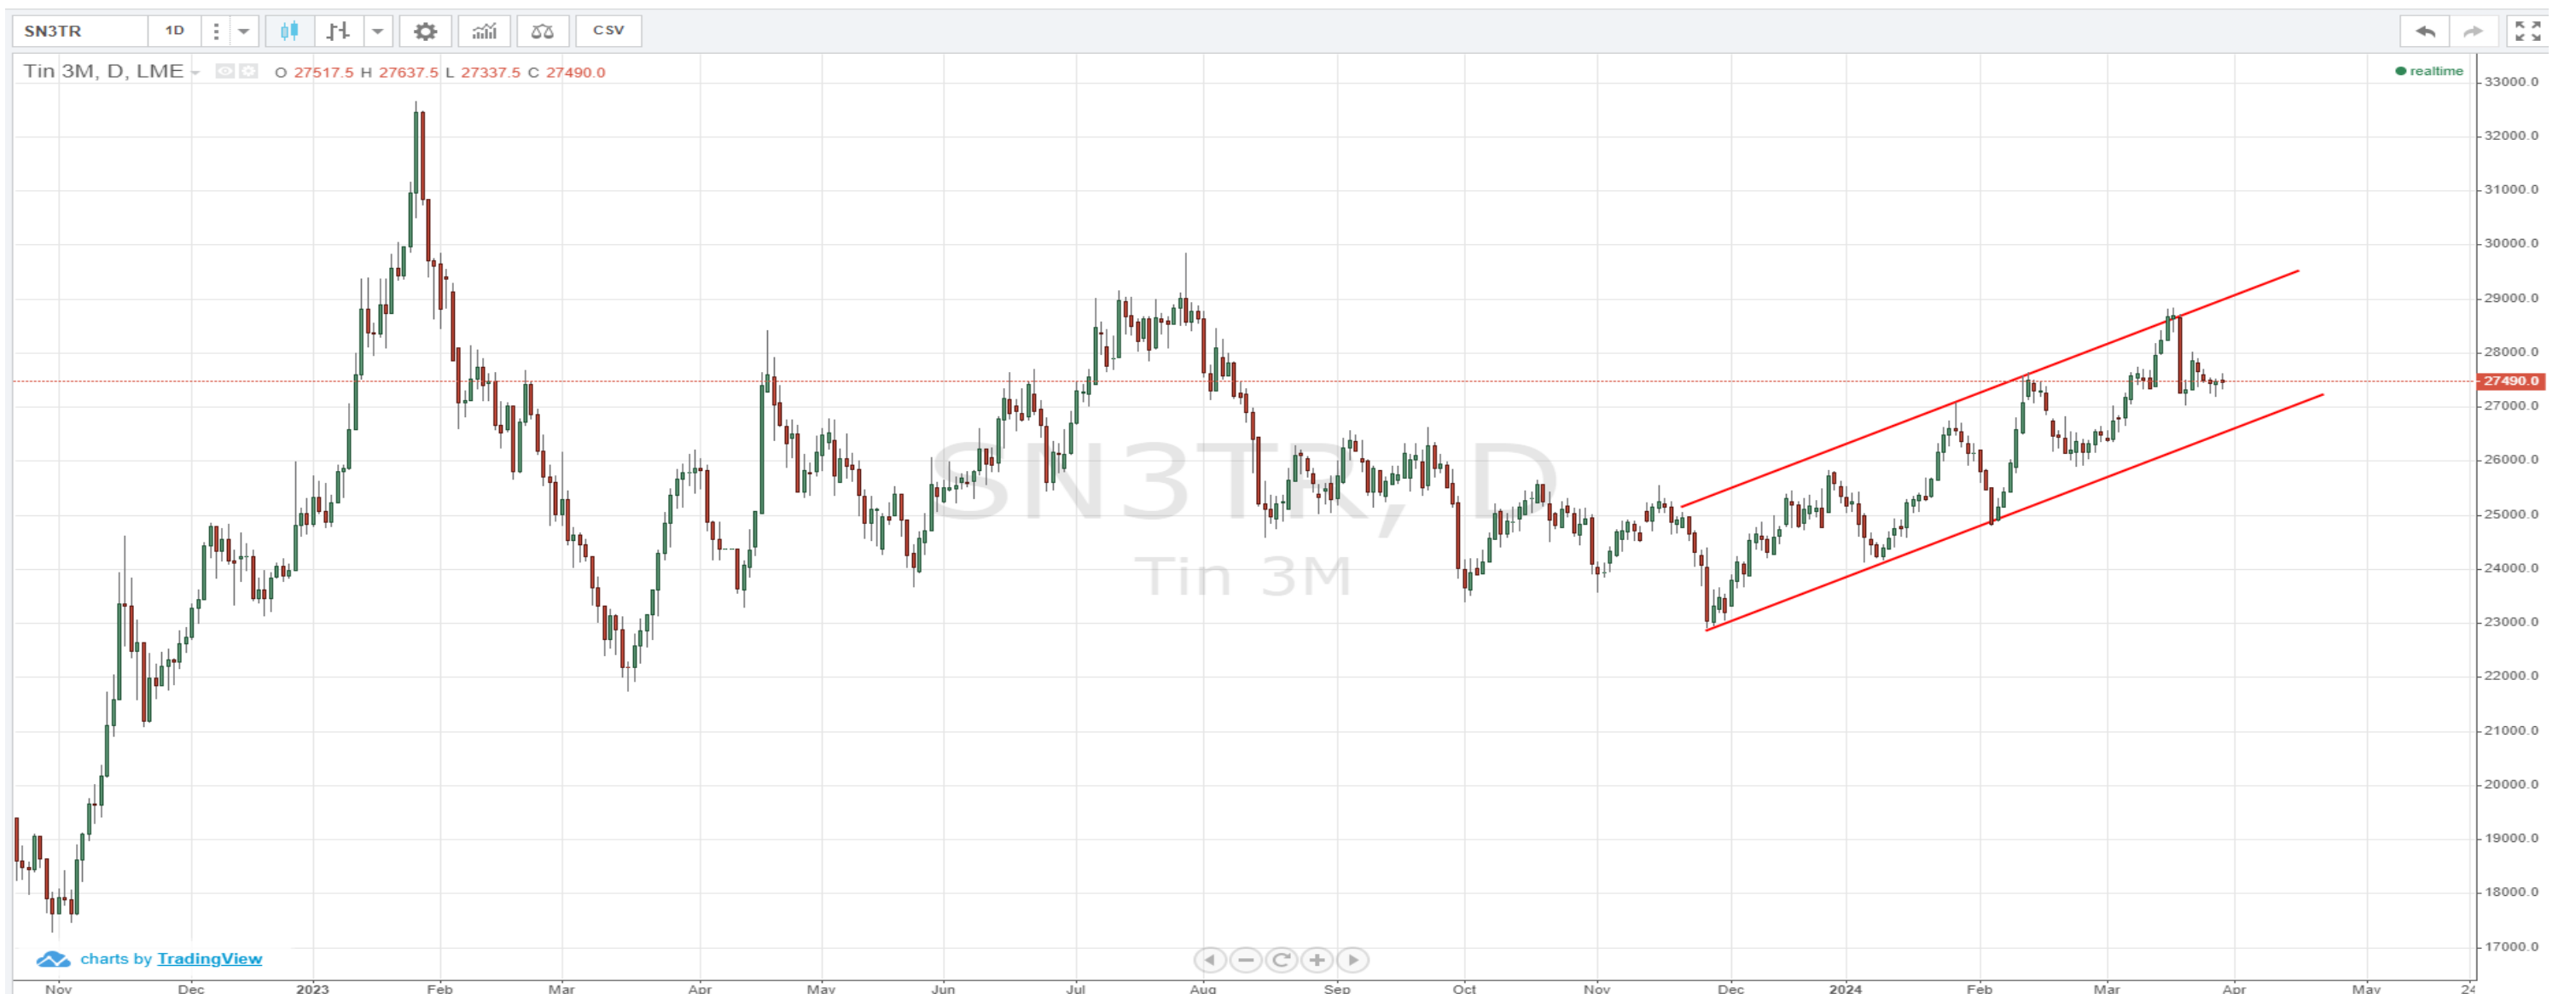 SN3TR 1D CSV
Tin 3M, D, LME O 27517.5 H 27637.5 L 27337.5 C 27490.0
realtime
33000.0
32000.0
31000.0
30000.0
29000.0
28000.0
27490.0
27000.0
26000.0
25000.0
24000.0
23000.0
22000.0
21000.0
20000.0
19000.0
18000.0
17000.0
SN3TR, D
Tin 3M
charts by TradingView
Nov Dec 2023 Feb Mar Apr May Jun Jul Aug Sep Oct Nov Dec 2024 Feb Mar Apr May 24